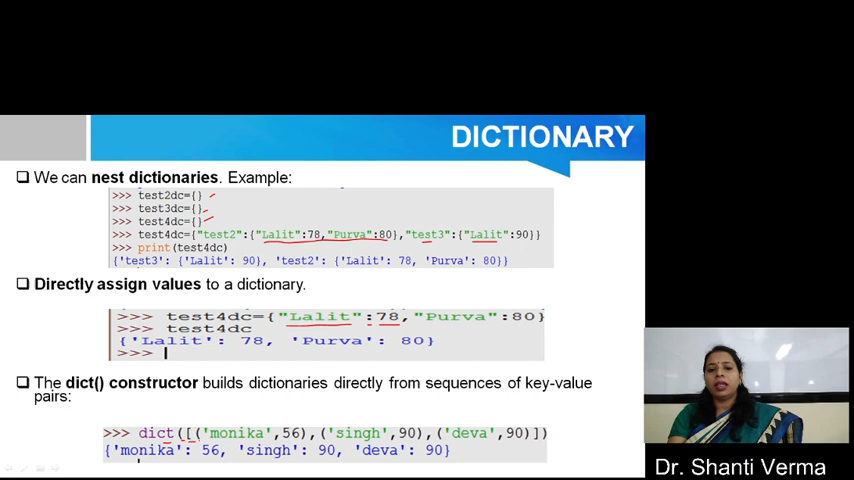 DICTIONARY
❑ We can nest dictionaries. Example:
>>> test2dc={}
>>> test3dc={}
>>> test4dc={}
>>> test4dc={"test2":{"Lalit":78,"Purva":80},"test3":{"Lalit":90}}
>>> print(test4dc)
{'test3': {'Lalit': 90}, 'test2': {'Lalit': 78, 'Purva': 80}}
❑ Directly assign values to a dictionary.
>>> test4dc={"Lalit":78,"Purva":80}
>>> test4dc
{'Lalit': 78, 'Purva': 80}
>>>
❑ The dict() constructor builds dictionaries directly from sequences of key-value
pairs:
>>> dict([('monika',56),('singh',90),('deva',90)])
{'monika': 56, 'singh': 90, 'deva': 90}
Dr. Shanti Verma